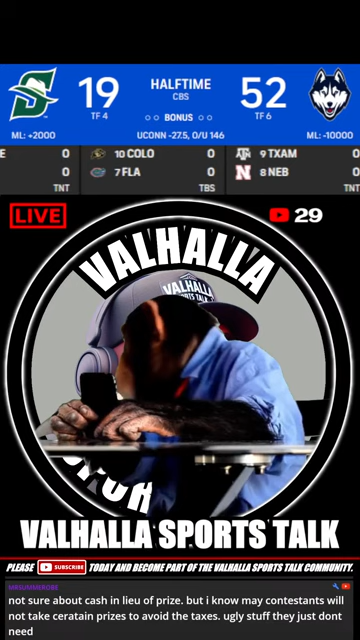 19
HALFTIME
52
CBS
TF 4
BONUS
TF 6
ML: +2000
UCONN -27.5, O/U 146
ML: -10000
E 0 10 COLO 0 9 TXAM 0
0 7 FLA 0 8 NEB 0
TNT TBS TNT
LIVE
29
VALHALLA
VALHALLA
SPORTS TALK
SPOR
VALHALLA SPORTS TALK
PLEASE SUBSCRIBE TODAY AND BECOME PART OF THE VALHALLA SPORTS TALK COMMUNITY.
MRSUMMEROBE
not sure about cash in lieu of prize. but i know may contestants will
not take ceratain prizes to avoid the taxes. ugly stuff they just dont
need